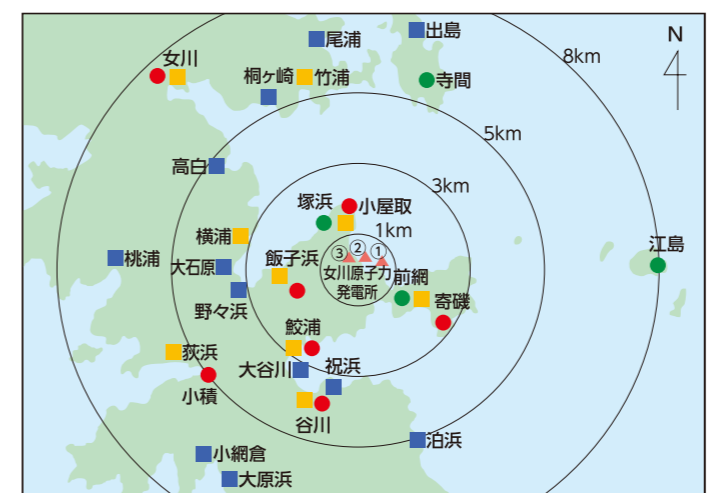 尾浦
出島
N
女川
8km
桐ヶ崎
竹浦
寺間
5km
高白
3km
塚浜
小屋取
1km
横浦
江島
③
②
①
桃浦
大石原
飯子浜
女川原子力
発電所
前網
野々浜
寄磯
鮫浦
荻浜
大谷川
祝浜
小積
谷川
泊浜
小網倉
大原浜